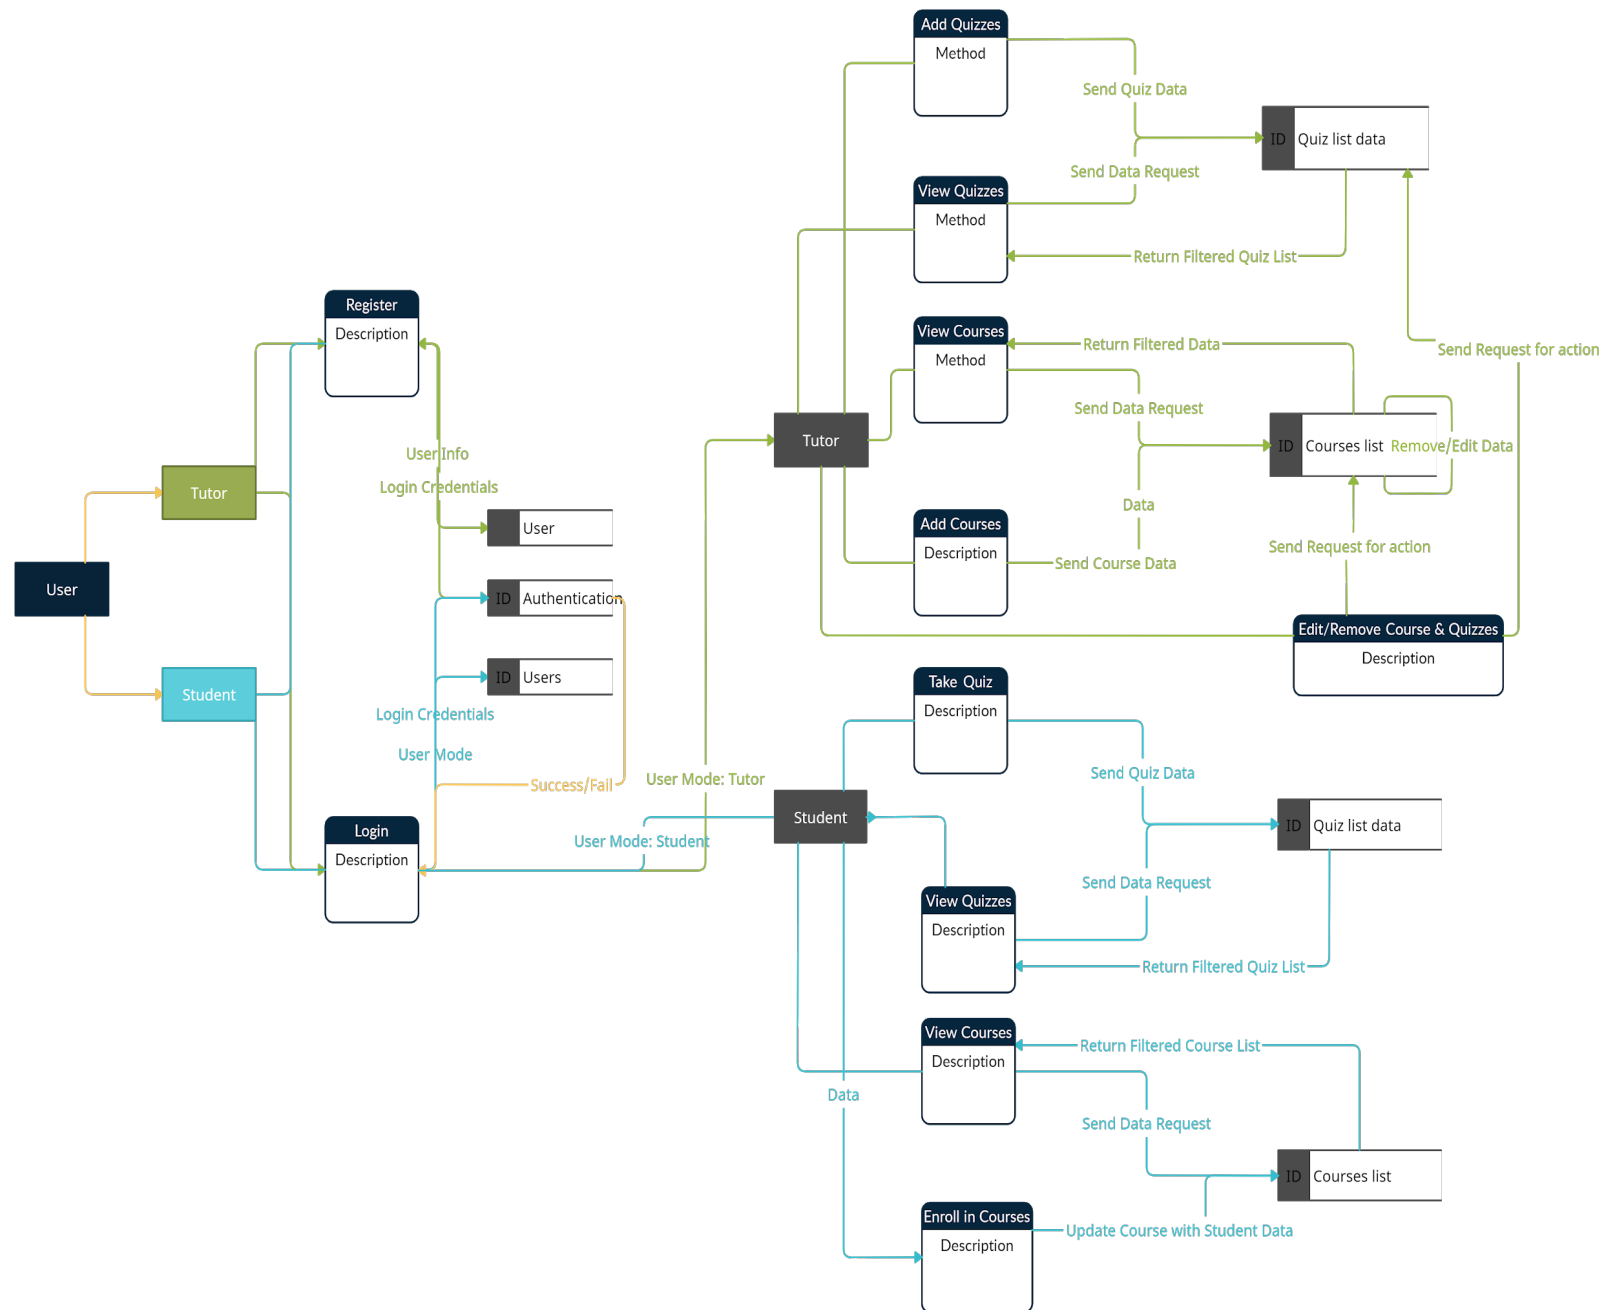 Add Quizzes
Method
Send Quiz Data
ID
Quiz list data
Send Data Request
View Quizzes
Method
Return Filtered Quiz List
Register
Description
View Courses
Method
Return Filtered Data
Send Request for action
Send Data Request
Tutor
ID
Courses list
Remove/Edit Data
User Info
Login Credentials
Tutor
Data
User
Add Courses
Description
Send Request for action
Send Course Data
User
ID
Authentication
Edit/Remove Course & Quizzes
Description
ID
Users
Student
Take Quiz
Description
Login Credentials
User Mode
Success/Fail
User Mode: Tutor
Send Quiz Data
Student
ID
Quiz list data
Login
Description
User Mode: Student
Send Data Request
View Quizzes
Description
Return Filtered Quiz List
View Courses
Description
Return Filtered Course List
Data
Send Data Request
ID
Courses list
Enroll in Courses
Description
Update Course with Student Data